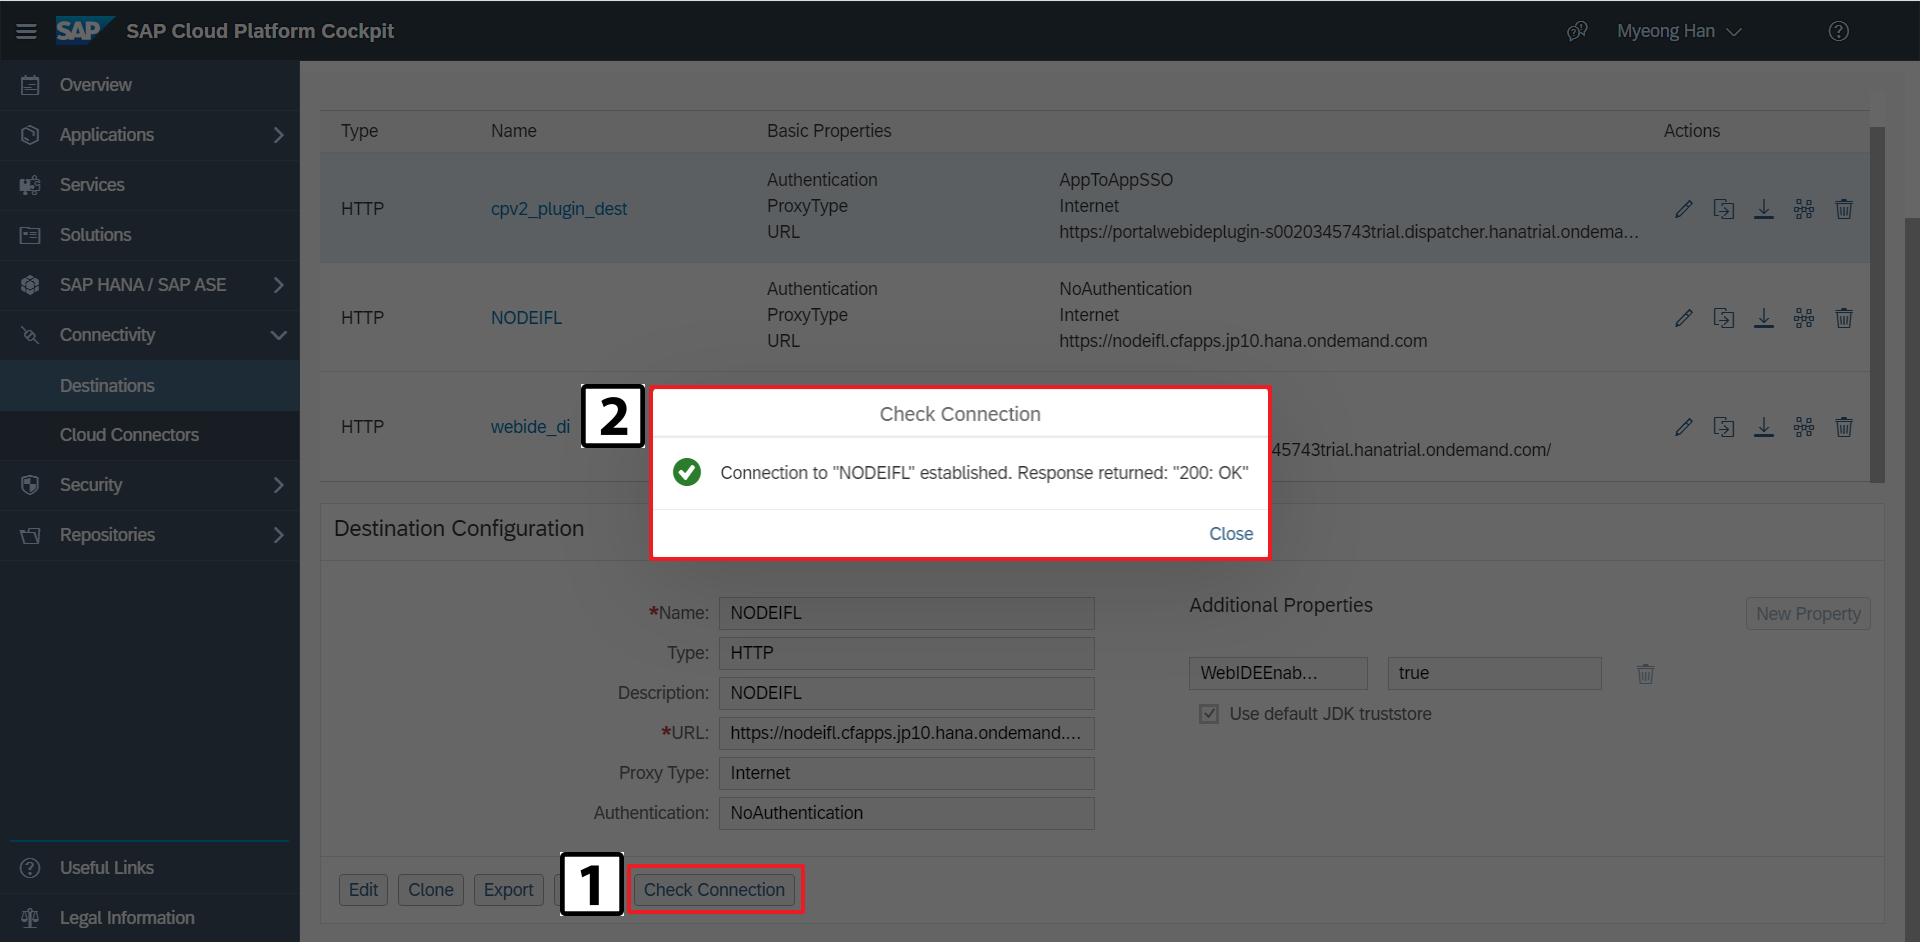 SAP SAP Cloud Platform Cockpit
Myeong Han
Overview
Applications
Services
Solutions
SAP HANA / SAP ASE
Connectivity
Destinations
Cloud Connectors
Security
Repositories
Useful Links
Legal Information
Type Name Basic Properties Actions
HTTP cpv2_plugin_dest
Authentication AppToAppSSO
ProxyType Internet
URL https://portalwebideplugin-s0020345743trial.dispatcher.hanatrial.ondema...
HTTP NODEIFL
Authentication NoAuthentication
ProxyType Internet
URL https://nodeifl.cfapps.jp10.hana.ondemand.com
HTTP webide_di
45743trial.hanatrial.ondemand.com/
2
Check Connection
Connection to "NODEIFL" established. Response returned: "200: OK"
Close
Destination Configuration
*Name: NODEIFL
Type: HTTP
Description: NODEIFL
*URL: https://nodeifl.cfapps.jp10.hana.ondemand....
Proxy Type: Internet
Authentication: NoAuthentication
Additional Properties
New Property
WebIDEEnab... true
Use default JDK truststore
Edit Clone Export 1 Check Connection